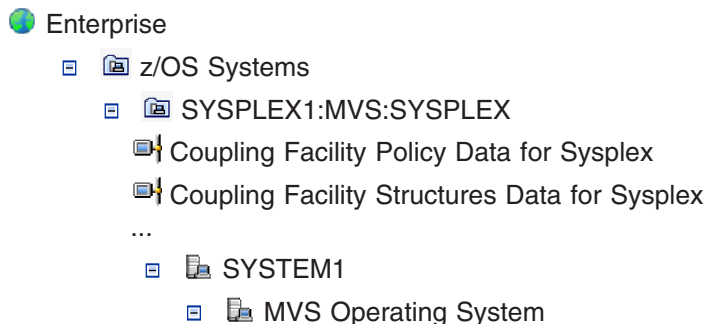 Enterprise
z/OS Systems
SYSPLEX1:MVS:SYSPLEX
Coupling Facility Policy Data for Sysplex
Coupling Facility Structures Data for Sysplex
...
SYSTEM1
MVS Operating System